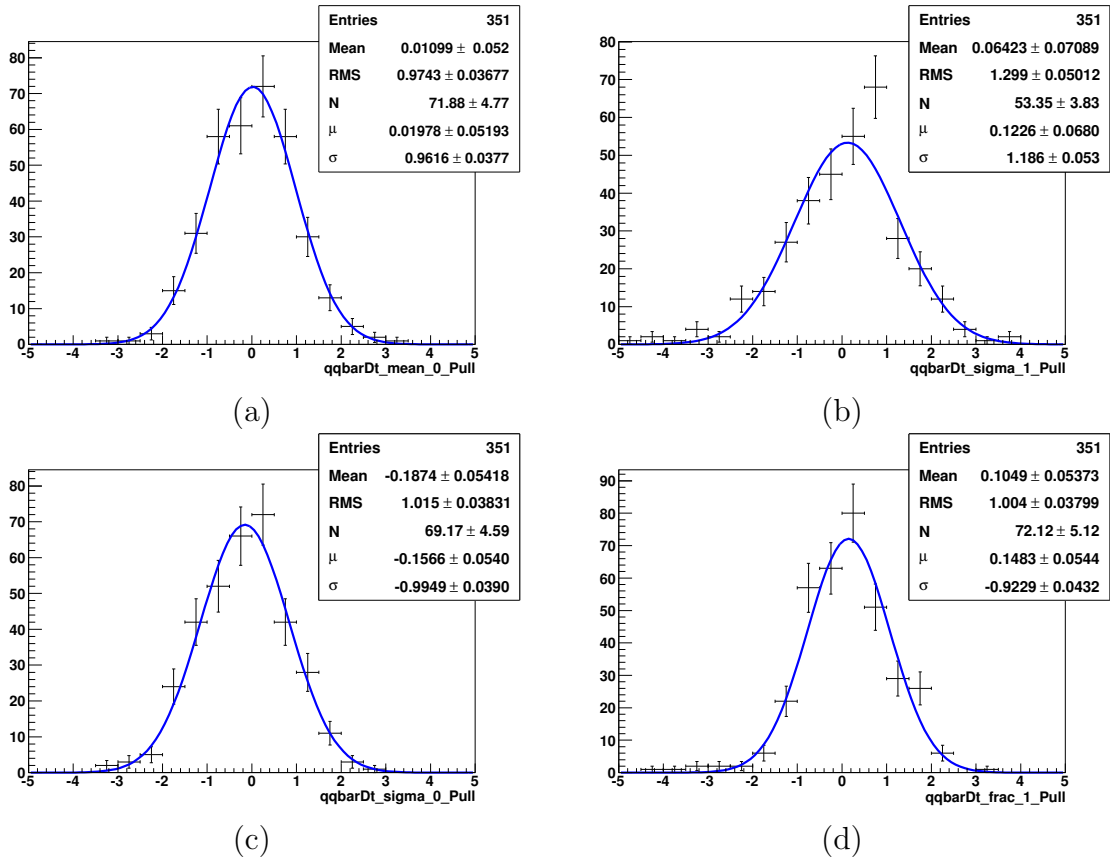 Entries 351
Mean 0.01099 ± 0.052
RMS 0.9743 ± 0.03677
N 71.88 ± 4.77
μ 0.01978 ± 0.05193
σ 0.9616 ± 0.0377
80
70
60
50
40
30
20
10
0
-5 -4 -3 -2 -1 0 1 2 3 4 5
qqbarDt_mean_0_Pull
(a)
Entries 351
Mean 0.06423 ± 0.07089
RMS 1.299 ± 0.05012
N 53.35 ± 3.83
μ 0.1226 ± 0.0680
σ 1.186 ± 0.053
80
70
60
50
40
30
20
10
0
-5 -4 -3 -2 -1 0 1 2 3 4 5
qqbarDt_sigma_1_Pull
(b)
Entries 351
Mean -0.1874 ± 0.05418
RMS 1.015 ± 0.03831
N 69.17 ± 4.59
μ -0.1566 ± 0.0540
σ -0.9949 ± 0.0390
80
70
60
50
40
30
20
10
0
-5 -4 -3 -2 -1 0 1 2 3 4 5
qqbarDt_sigma_0_Pull
(c)
Entries 351
Mean 0.1049 ± 0.05373
RMS 1.004 ± 0.03799
N 72.12 ± 5.12
μ 0.1483 ± 0.0544
σ -0.9229 ± 0.0432
90
80
70
60
50
40
30
20
10
0
-5 -4 -3 -2 -1 0 1 2 3 4 5
qqbarDt_frac_1_Pull
(d)